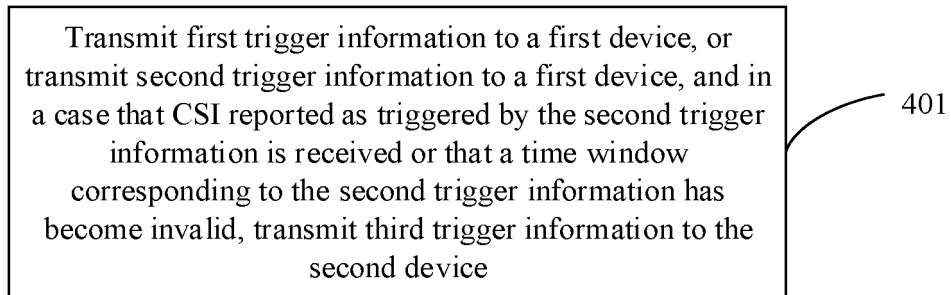 Transmit first trigger information to a first device, or
transmit second trigger information to a first device, and in
a case that CSI reported as triggered by the second trigger
information is received or that a time window
corresponding to the second trigger information has
become invalid, transmit third trigger information to the
second device
401